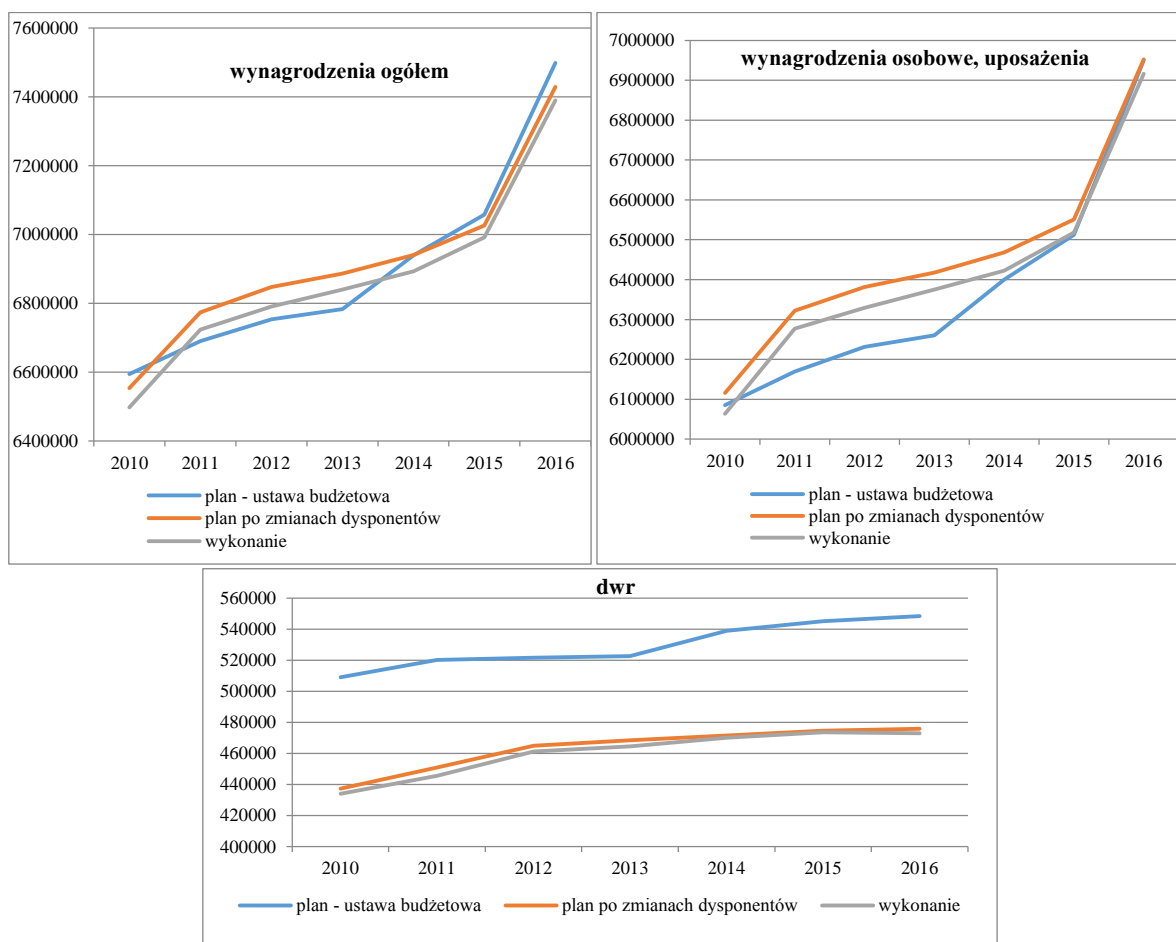 wynagrodzenia ogółem
7600000
7400000
7200000
7000000
6800000
6600000
6400000
2010 2011 2012 2013 2014 2015 2016
plan - ustawa budżetowa
plan po zmianach dysponentów
wykonanie
wynagrodzenia osobowe, uposażenia
7000000
6900000
6800000
6700000
6600000
6500000
6400000
6300000
6200000
6100000
6000000
2010 2011 2012 2013 2014 2015 2016
plan - ustawa budżetowa
plan po zmianach dysponentów
wykonanie
dwr
560000
540000
520000
500000
480000
460000
440000
420000
400000
2010 2011 2012 2013 2014 2015 2016
plan - ustawa budżetowa plan po zmianach dysponentów wykonanie